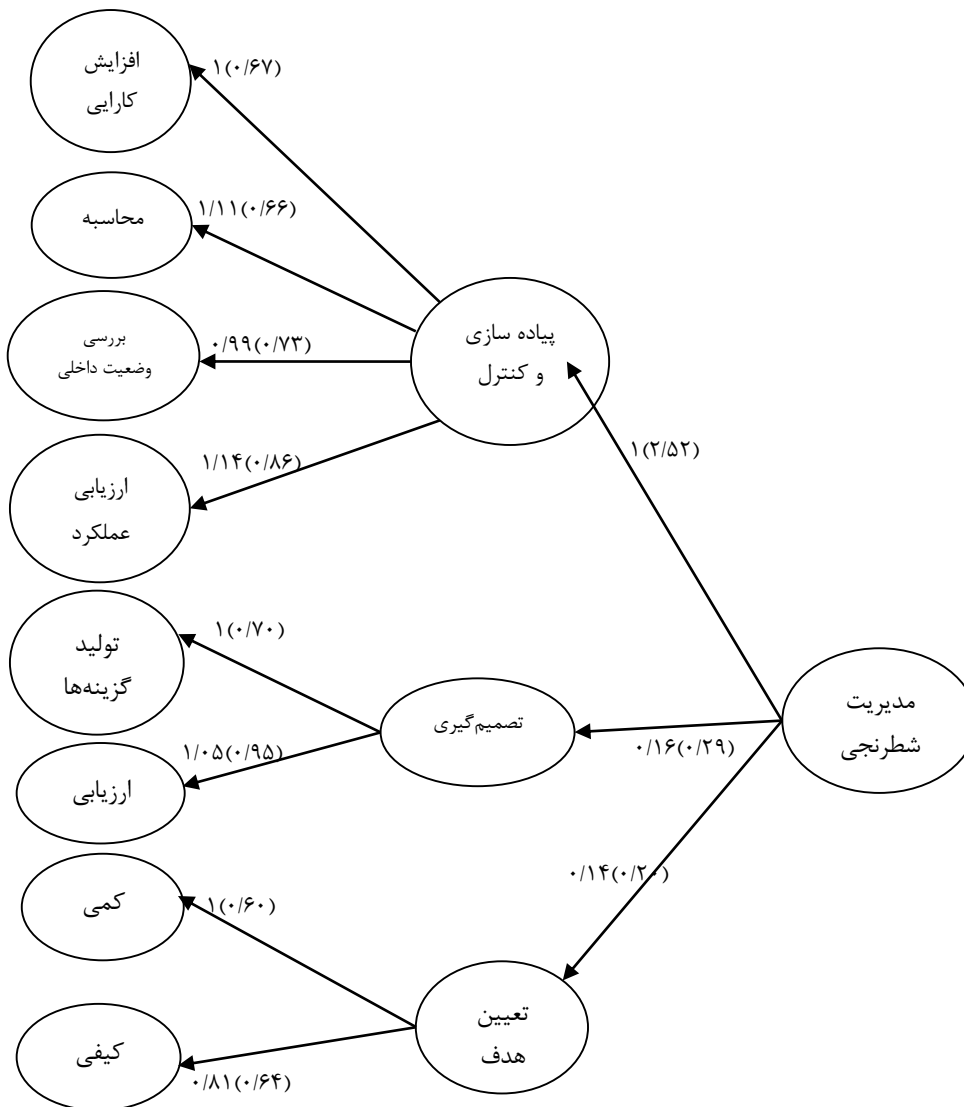 افزایش
کارایی
۱(۰/۶۷)
محاسبه
۱/۱۱(۰/۶۶)
بررسی
وضعیت داخلی
۰/۹۹(۰/۷۳)
پیاده سازی
و کنترل
۱(۲/۵۲)
ارزیابی
عملکرد
۱/۱۴(۰/۸۶)
تولید
گزینه‌ها
۱(۰/۷۰)
تصمیم‌گیری
مدیریت
شطرنجی
۰/۱۶(۰/۲۹)
ارزیابی
۱/۰۵(۰/۹۵)
۰/۱۴(۰/۲۰)
کمی
۱(۰/۶۰)
تعیین
هدف
کیفی
۰/۸۱(۰/۶۴)